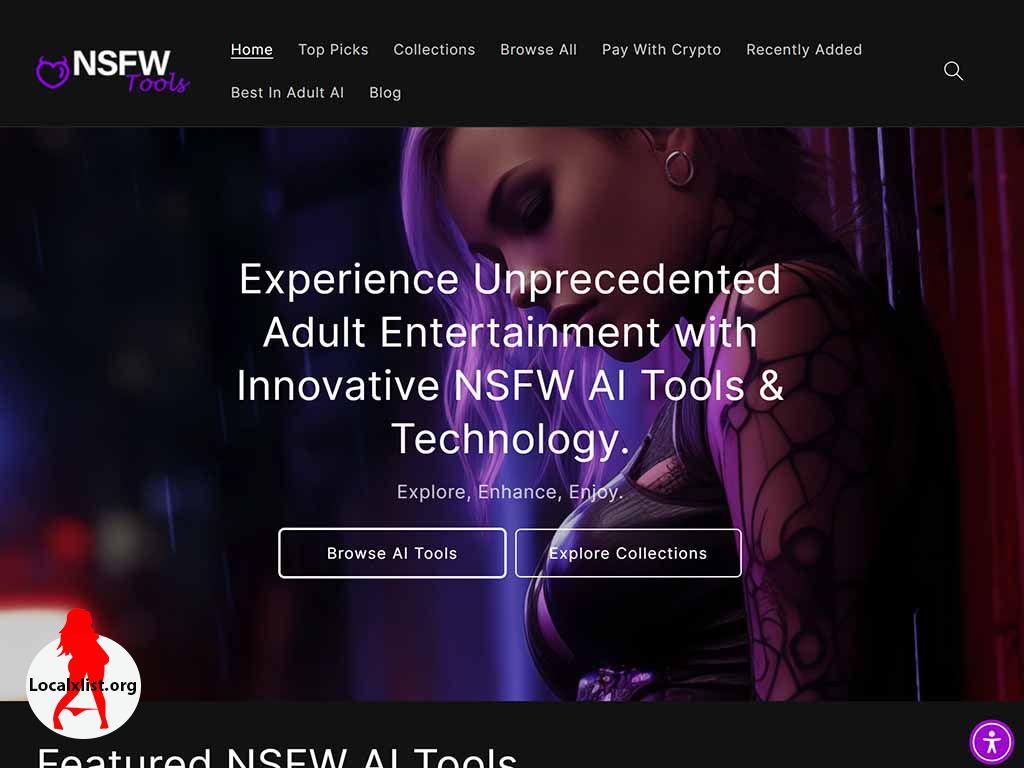 NSFW
Tools
Home
Top Picks
Collections
Browse All
Pay With Crypto
Recently Added
Best In Adult AI
Blog
Experience Unprecedented
Adult Entertainment with
Innovative NSFW AI Tools &
Technology.
Explore, Enhance, Enjoy.
Browse AI Tools
Explore Collections
Localxlist.org
Featured NSFW AI Tools